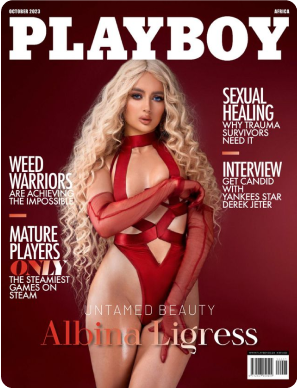 OCTOBER 2023
AFRICA
PLAYBOY
SEXUAL
HEALING
WHY TRAUMA
SURVIVORS
NEED IT
WEED
WARRIORS
ARE ACHIEVING
THE IMPOSSIBLE
INTERVIEW
GET CANDID
WITH
YANKEES STAR
DEREK JETER
MATURE
PLAYERS
ONLY
THE STEAMIEST
GAMES ON
STEAM
UNTAMED BEAUTY
Albina Ligress